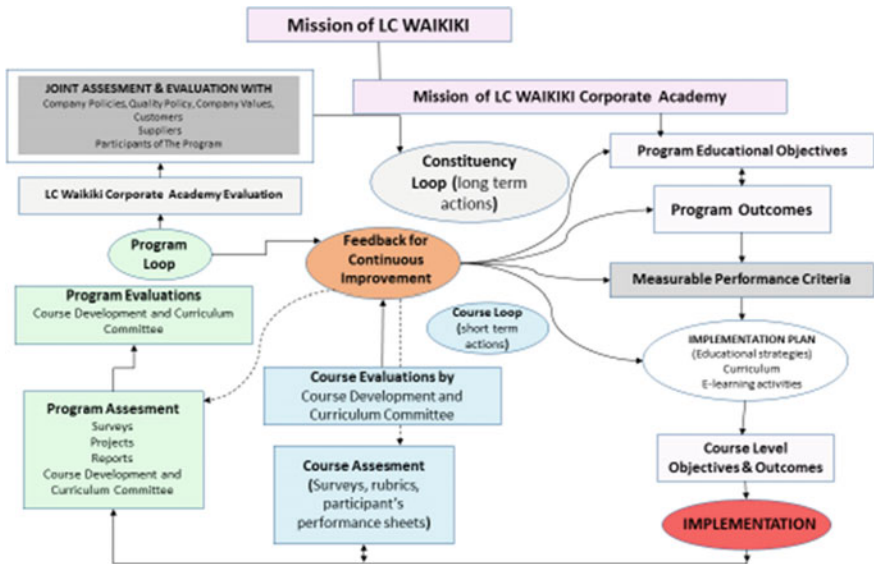 Mission of LC WAIKIKI
JOINT ASSESMENT & EVALUATION WITH
Company Policies, Quality Policy, Company Values,
Customers
Suppliers
Participants of The Program
Mission of LC WAIKIKI Corporate Academy
Constituency
Loop (long term
actions)
Program Educational Objectives
LC Waikiki Corporate Academy Evaluation
Program Outcomes
Program
Loop
Feedback for
Continuous
Improvement
Measurable Performance Criteria
Program Evaluations
Course Development and Curriculum
Committee
Course Loop
(short term
actions)
IMPLEMENTATION PLAN
(Educational strategies)
Curriculum
E-learning activities
Course Evaluations by
Course Development and
Curriculum Committee
Program Assesment
Surveys
Projects
Reports
Course Development and
Curriculum Committee
Course Level
Objectives & Outcomes
Course Assesment
(Surveys, rubrics,
participant's
performance sheets)
IMPLEMENTATION